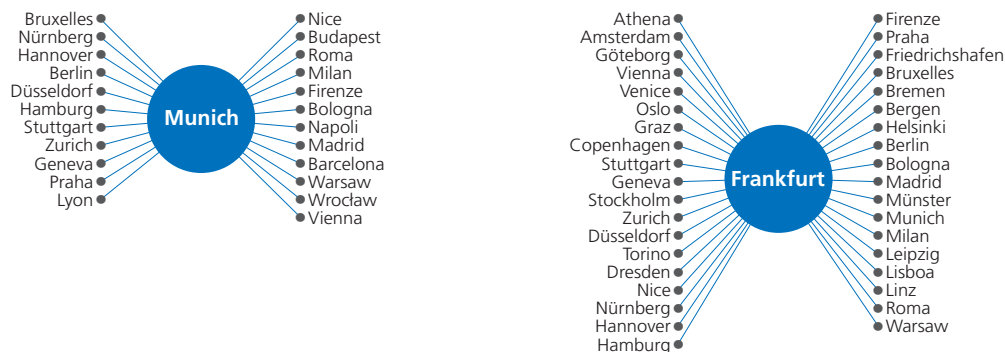 Bruxelles
Nürnberg
Hannover
Berlin
Düsseldorf
Hamburg
Stuttgart
Zurich
Geneva
Praha
Lyon
Munich
Nice
Budapest
Roma
Milan
Firenze
Bologna
Napoli
Madrid
Barcelona
Warsaw
Wrocław
Vienna
Athena
Amsterdam
Göteborg
Vienna
Venice
Oslo
Graz
Copenhagen
Stuttgart
Geneva
Stockholm
Zurich
Düsseldorf
Torino
Dresden
Nice
Nürnberg
Hannover
Hamburg
Frankfurt
Firenze
Praha
Friedrichshafen
Bruxelles
Bremen
Bergen
Helsinki
Berlin
Bologna
Madrid
Münster
Munich
Milan
Leipzig
Lisboa
Linz
Roma
Warsaw